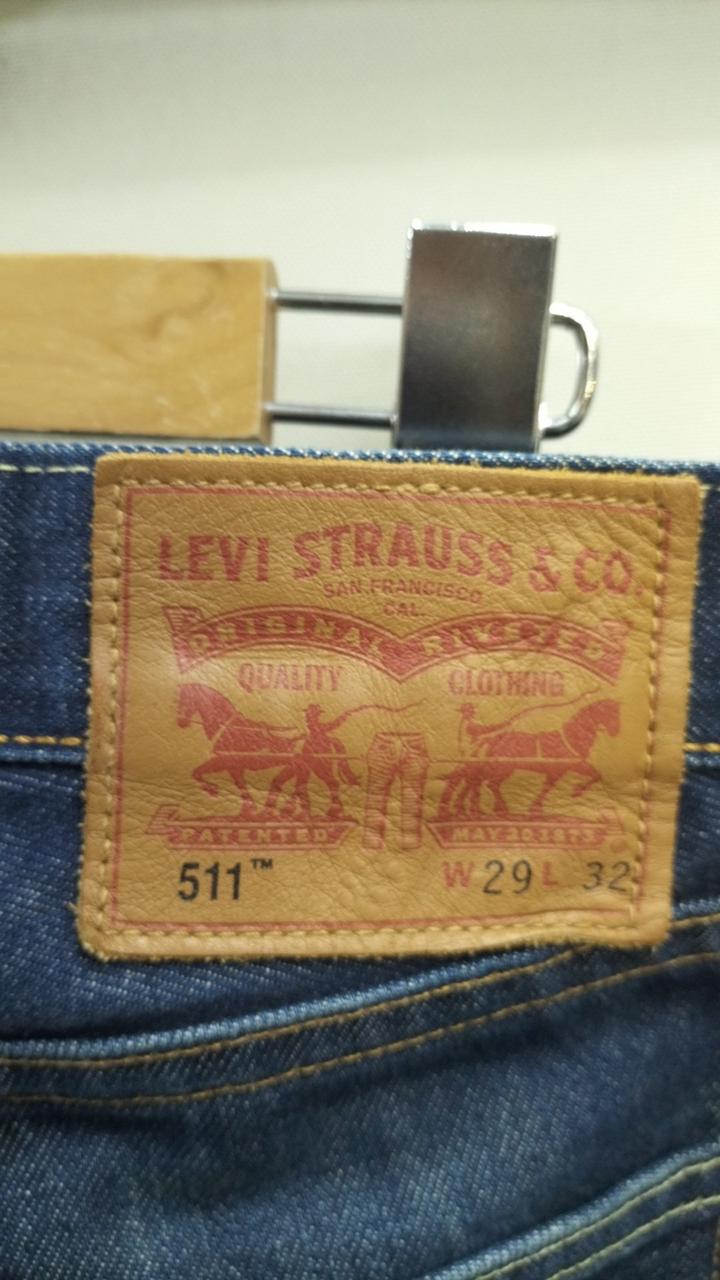 LEVI STRAUSS & CO.
SAN FRANCISCO
CAL.
ORIGINAL RIVETED
QUALITY CLOTHING
PATENTED MAY 20 1873
511™ W 29 L 32